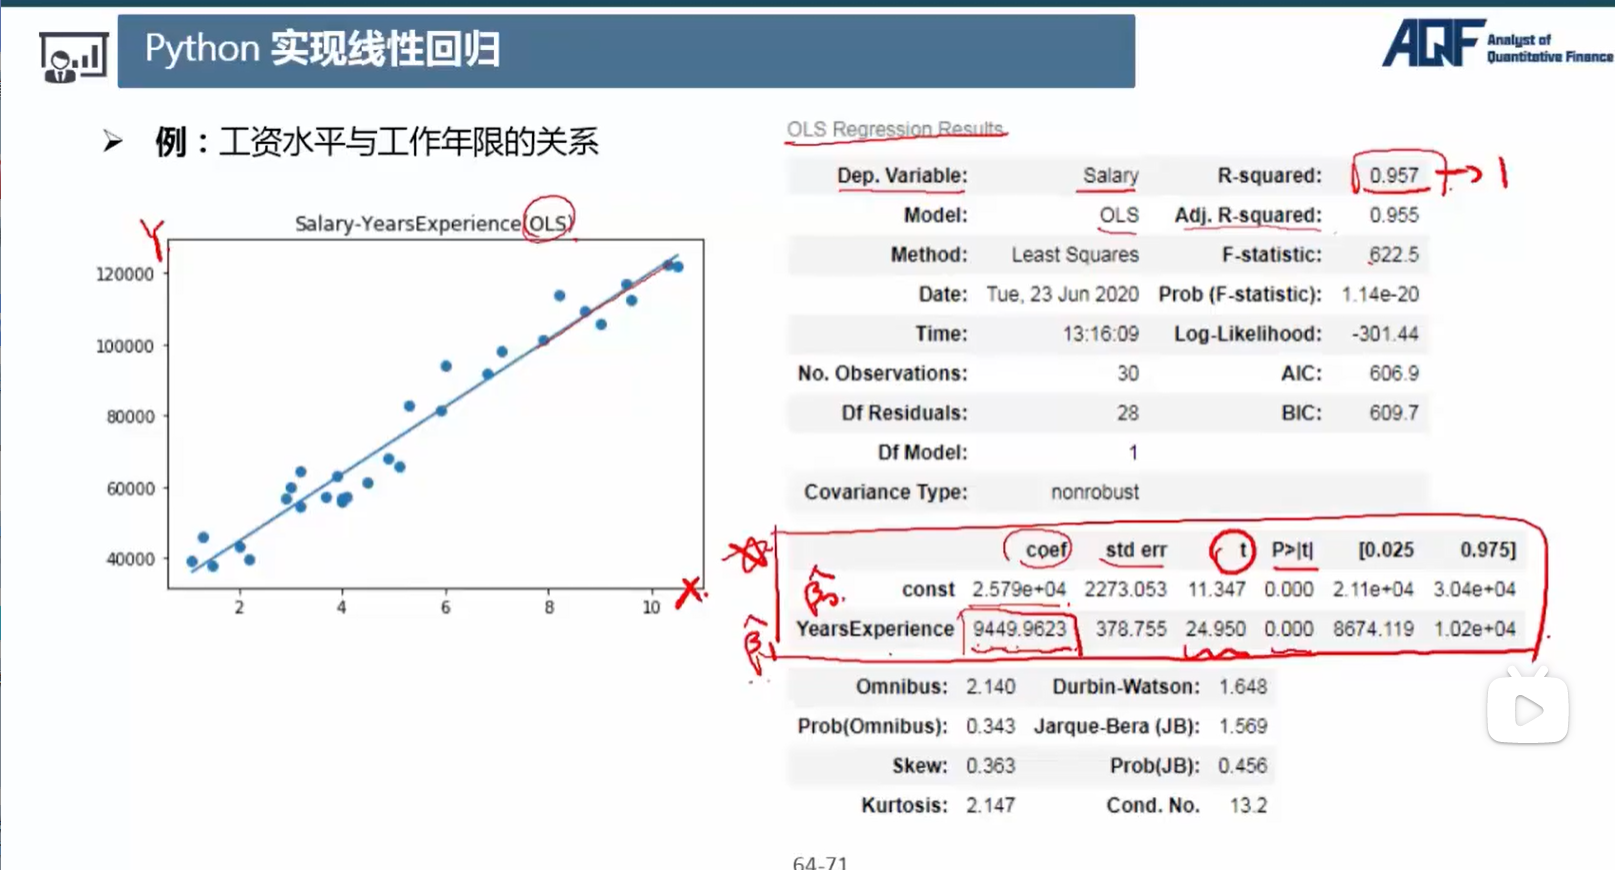 Python 实现线性回归
AQF Analyst of Quantitative Finance
➢ 例：工资水平与工作年限的关系
OLS Regression Results
Dep. Variable: Salary R-squared: 0.957 → 1
Model: OLS Adj. R-squared: 0.955
Method: Least Squares F-statistic: 622.5
Date: Tue, 23 Jun 2020 Prob (F-statistic): 1.14e-20
Time: 13:16:09 Log-Likelihood: -301.44
No. Observations: 30 AIC: 606.9
Df Residuals: 28 BIC: 609.7
Df Model: 1
Covariance Type: nonrobust
coef std err t P>|t| [0.025 0.975]
const 2.579e+04 2273.053 11.347 0.000 2.11e+04 3.04e+04
β̂0
YearsExperience 9449.9623 378.755 24.950 0.000 8674.119 1.02e+04
β̂1
Omnibus: 2.140 Durbin-Watson: 1.648
Prob(Omnibus): 0.343 Jarque-Bera (JB): 1.569
Skew: 0.363 Prob(JB): 0.456
Kurtosis: 2.147 Cond. No. 13.2
Salary-YearsExperience(OLS)
Y
120000
100000
80000
60000
40000
2 4 6 8 10
X
64-71